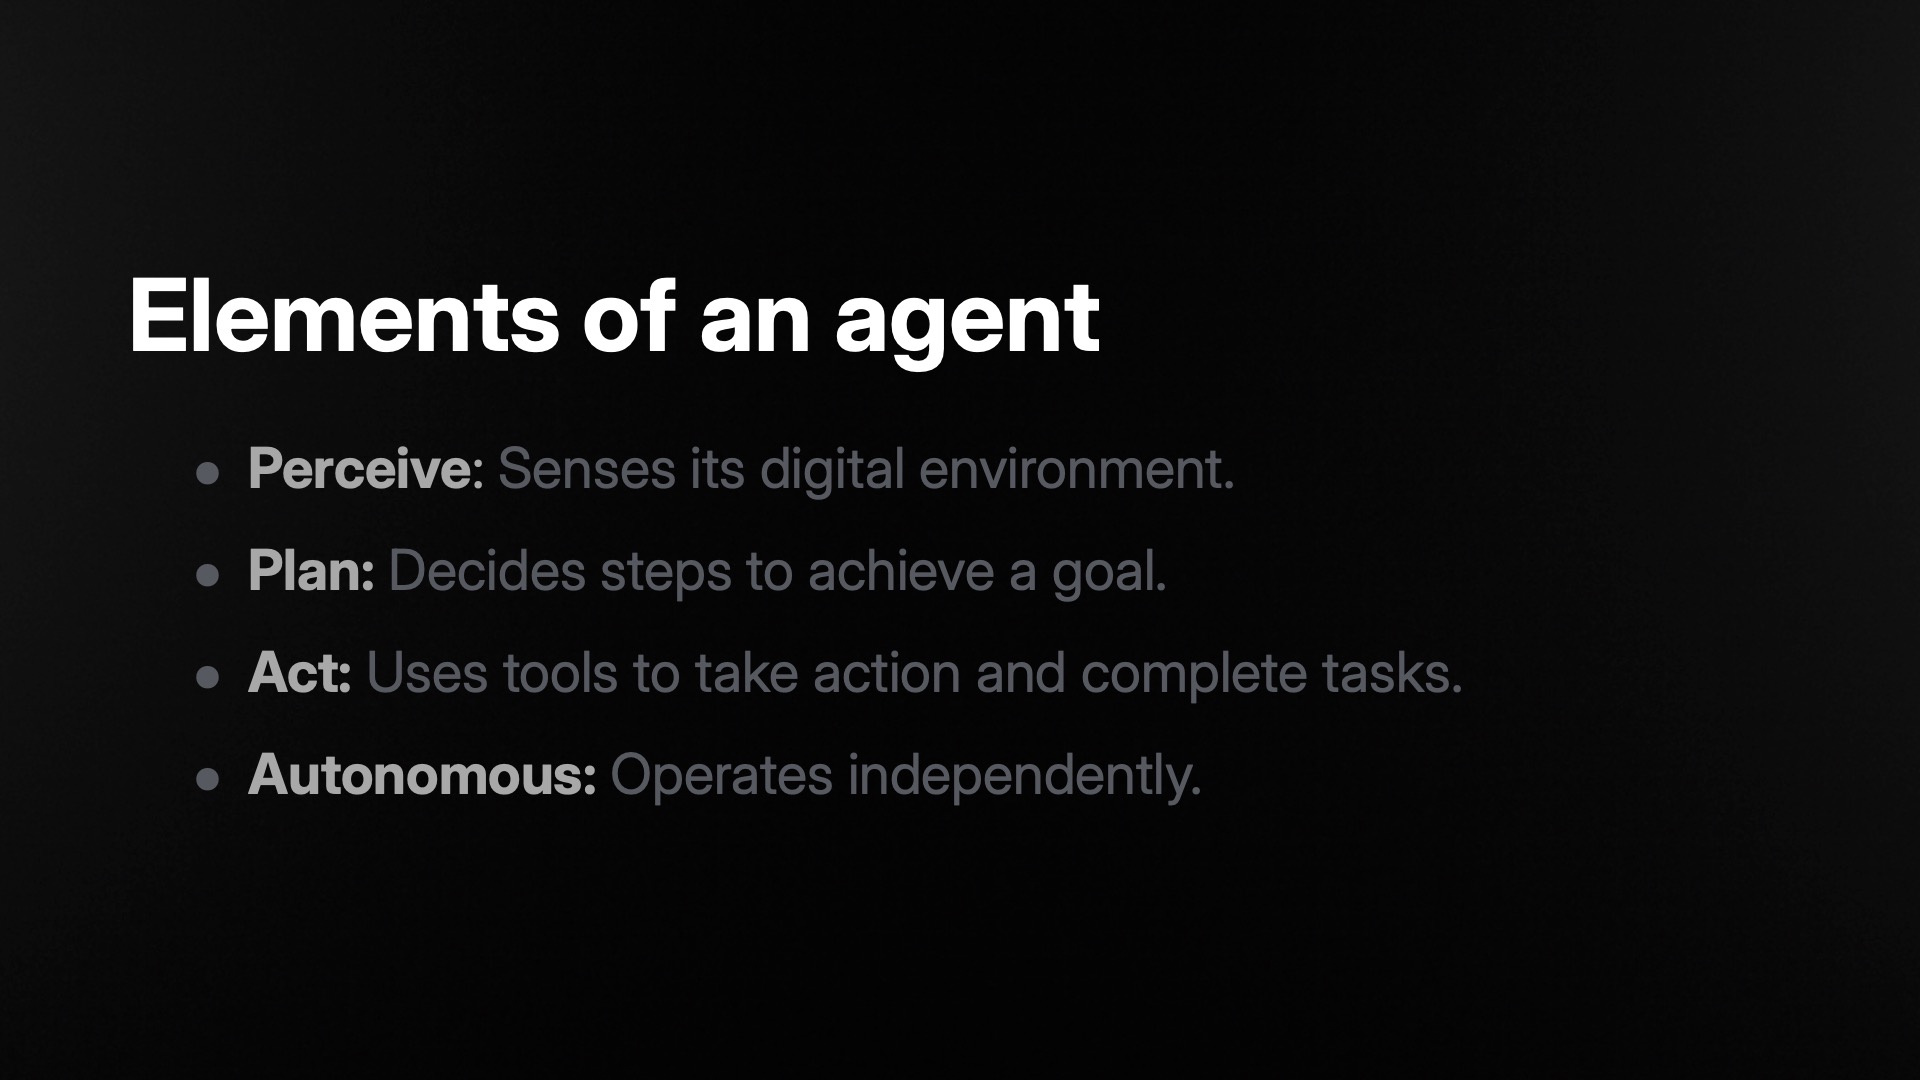 Elements of an agent
● Perceive: Senses its digital environment.
● Plan: Decides steps to achieve a goal.
● Act: Uses tools to take action and complete tasks.
● Autonomous: Operates independently.